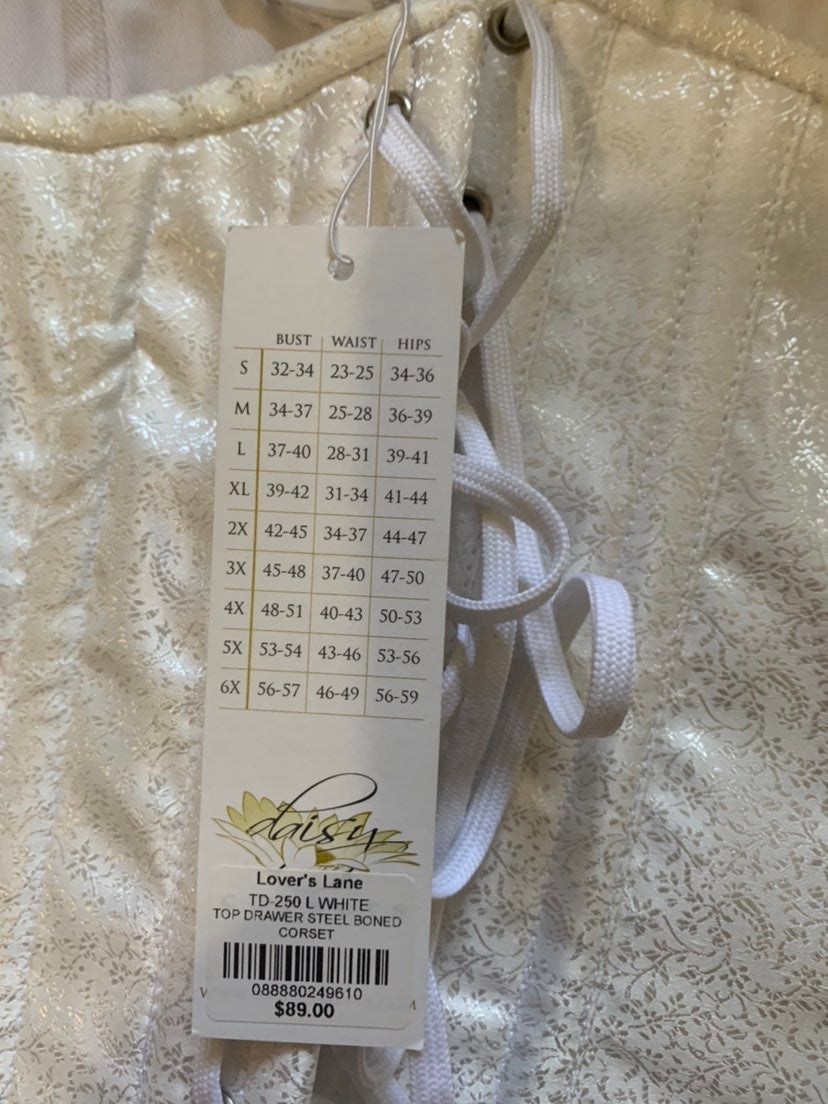 BUST WAIST HIPS
S 32-34 23-25 34-36
M 34-37 25-28 36-39
L 37-40 28-31 39-41
XL 39-42 31-34 41-44
2X 42-45 34-37 44-47
3X 45-48 37-40 47-50
4X 48-51 40-43 50-53
5X 53-54 43-46 53-56
6X 56-57 46-49 56-59
daisy
Lover's Lane
TD-250 L WHITE
TOP DRAWER STEEL BONED
CORSET
088880249610
$89.00